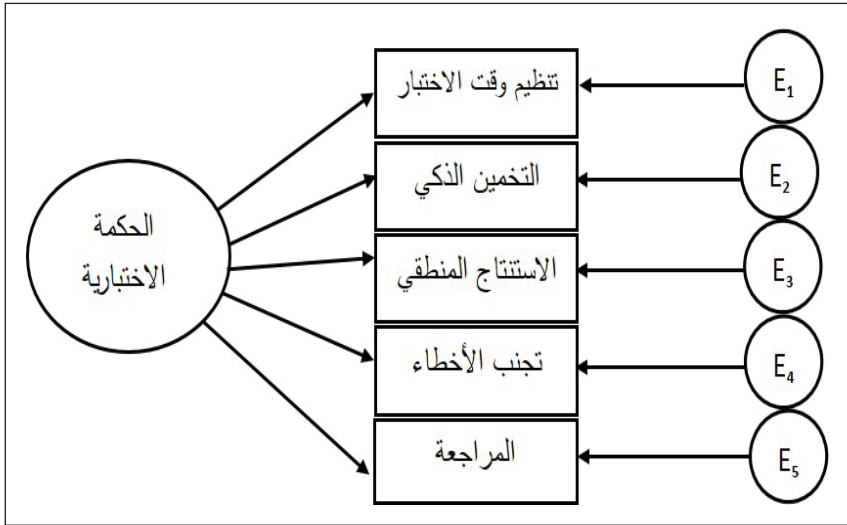 تنظيم وقت الاختبار
E₁
التخمين الذكي
E₂
الحكمة
الاختبارية
الاستنتاج المنطقي
E₃
تجنب الأخطاء
E₄
المراجعة
E₅